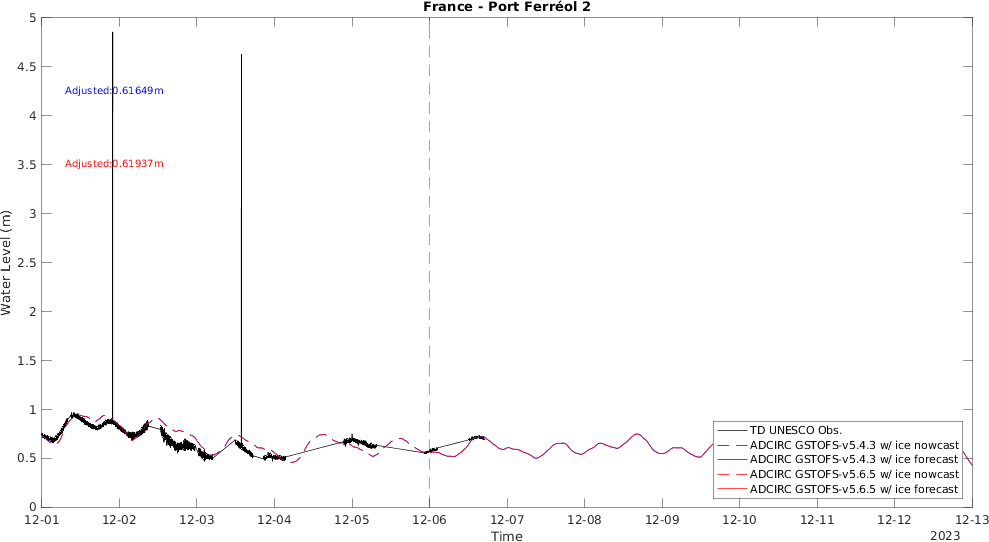 France - Port Ferréol 2
5
4.5
4
3.5
3
2.5
2
1.5
1
0.5
0
Water Level (m)
Adjusted:0.61649m
Adjusted:0.61937m
TD UNESCO Obs.
ADCIRC GSTOFS-v5.4.3 w/ ice nowcast
ADCIRC GSTOFS-v5.4.3 w/ ice forecast
ADCIRC GSTOFS-v5.6.5 w/ ice nowcast
ADCIRC GSTOFS-v5.6.5 w/ ice forecast
12-01 12-02 12-03 12-04 12-05 12-06 12-07 12-08 12-09 12-10 12-11 12-12 12-13
Time
2023